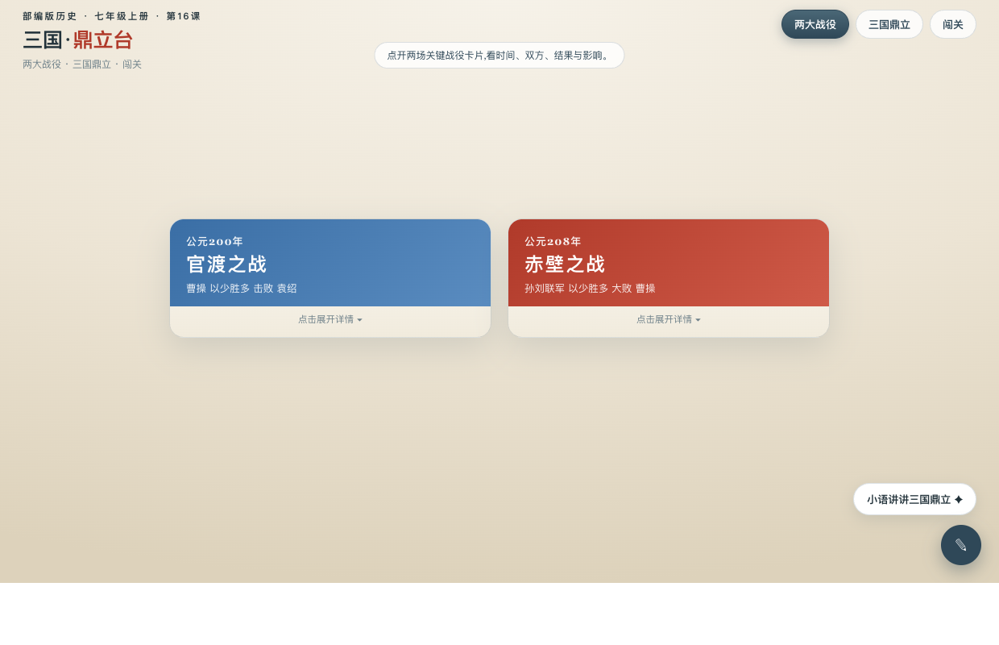 部编版历史 · 七年级上册 · 第16课
三国·鼎立台
两大战役 · 三国鼎立 · 闯关
两大战役
三国鼎立
闯关
点开两场关键战役卡片,看时间、双方、结果与影响。
公元200年
官渡之战
曹操 以少胜多 击败 袁绍
点击展开详情
公元208年
赤壁之战
孙刘联军 以少胜多 大败 曹操
点击展开详情
小语讲讲三国鼎立 ✦